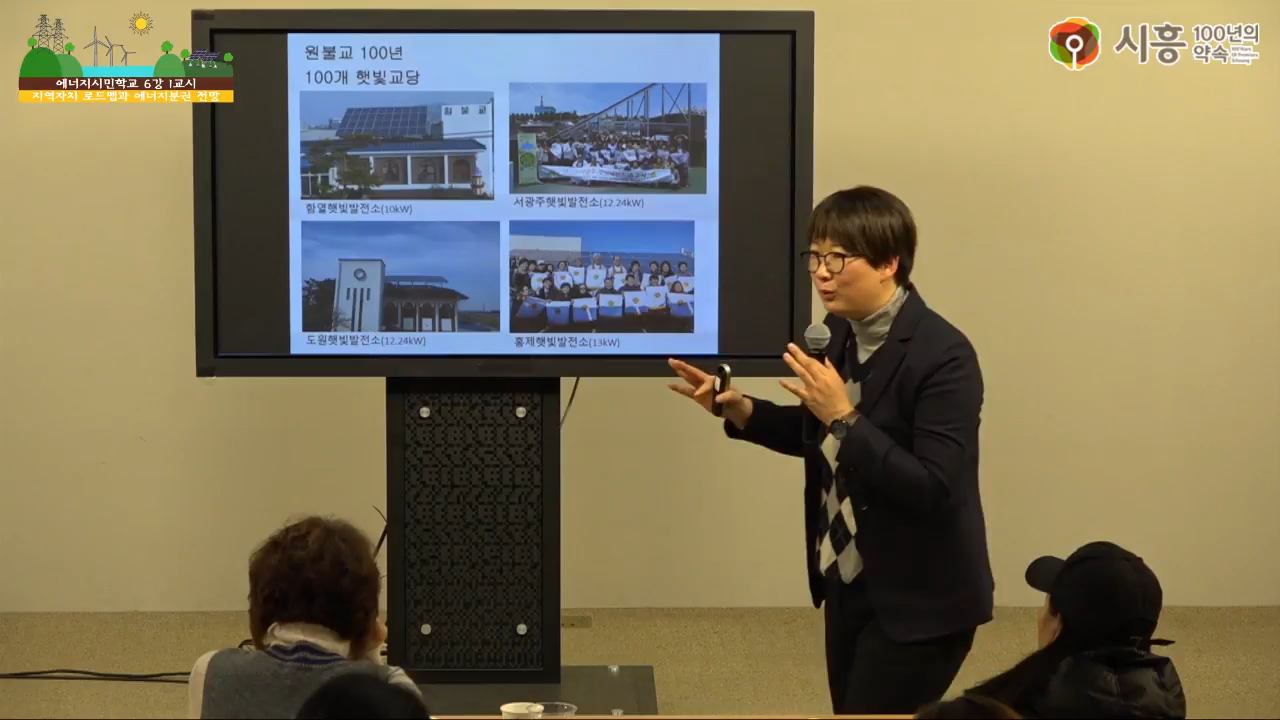 에너지시민학교 6강 1교시
지역자치 로드맵과 에너지분권 전망
시흥 100년의 약속
원불교 100년
100개 햇빛교당
원불교
함열햇빛발전소(10kW)
서광주햇빛발전소(12.24kW)
도원햇빛발전소(12.24kW)
홍제햇빛발전소(13kW)